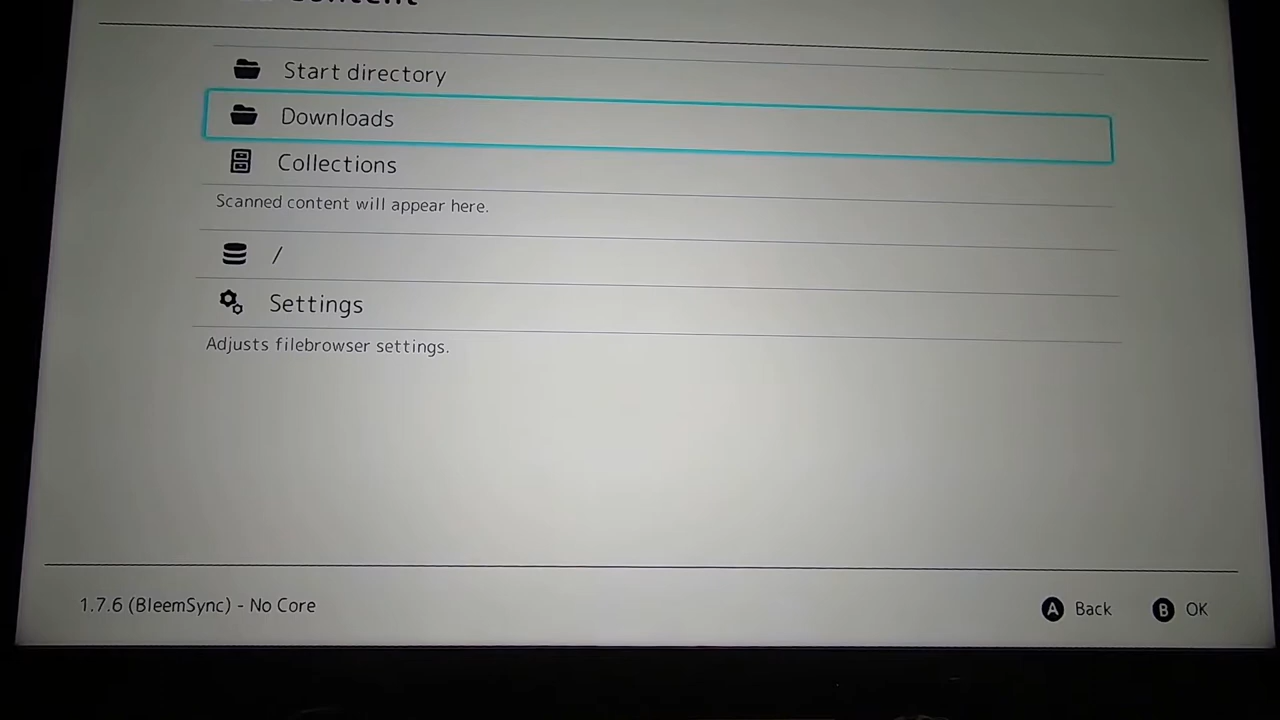 Content
Start directory
Downloads
Collections
Scanned content will appear here.
/
Settings
Adjusts filebrowser settings.
1.7.6 (BleemSync) - No Core
A Back B OK